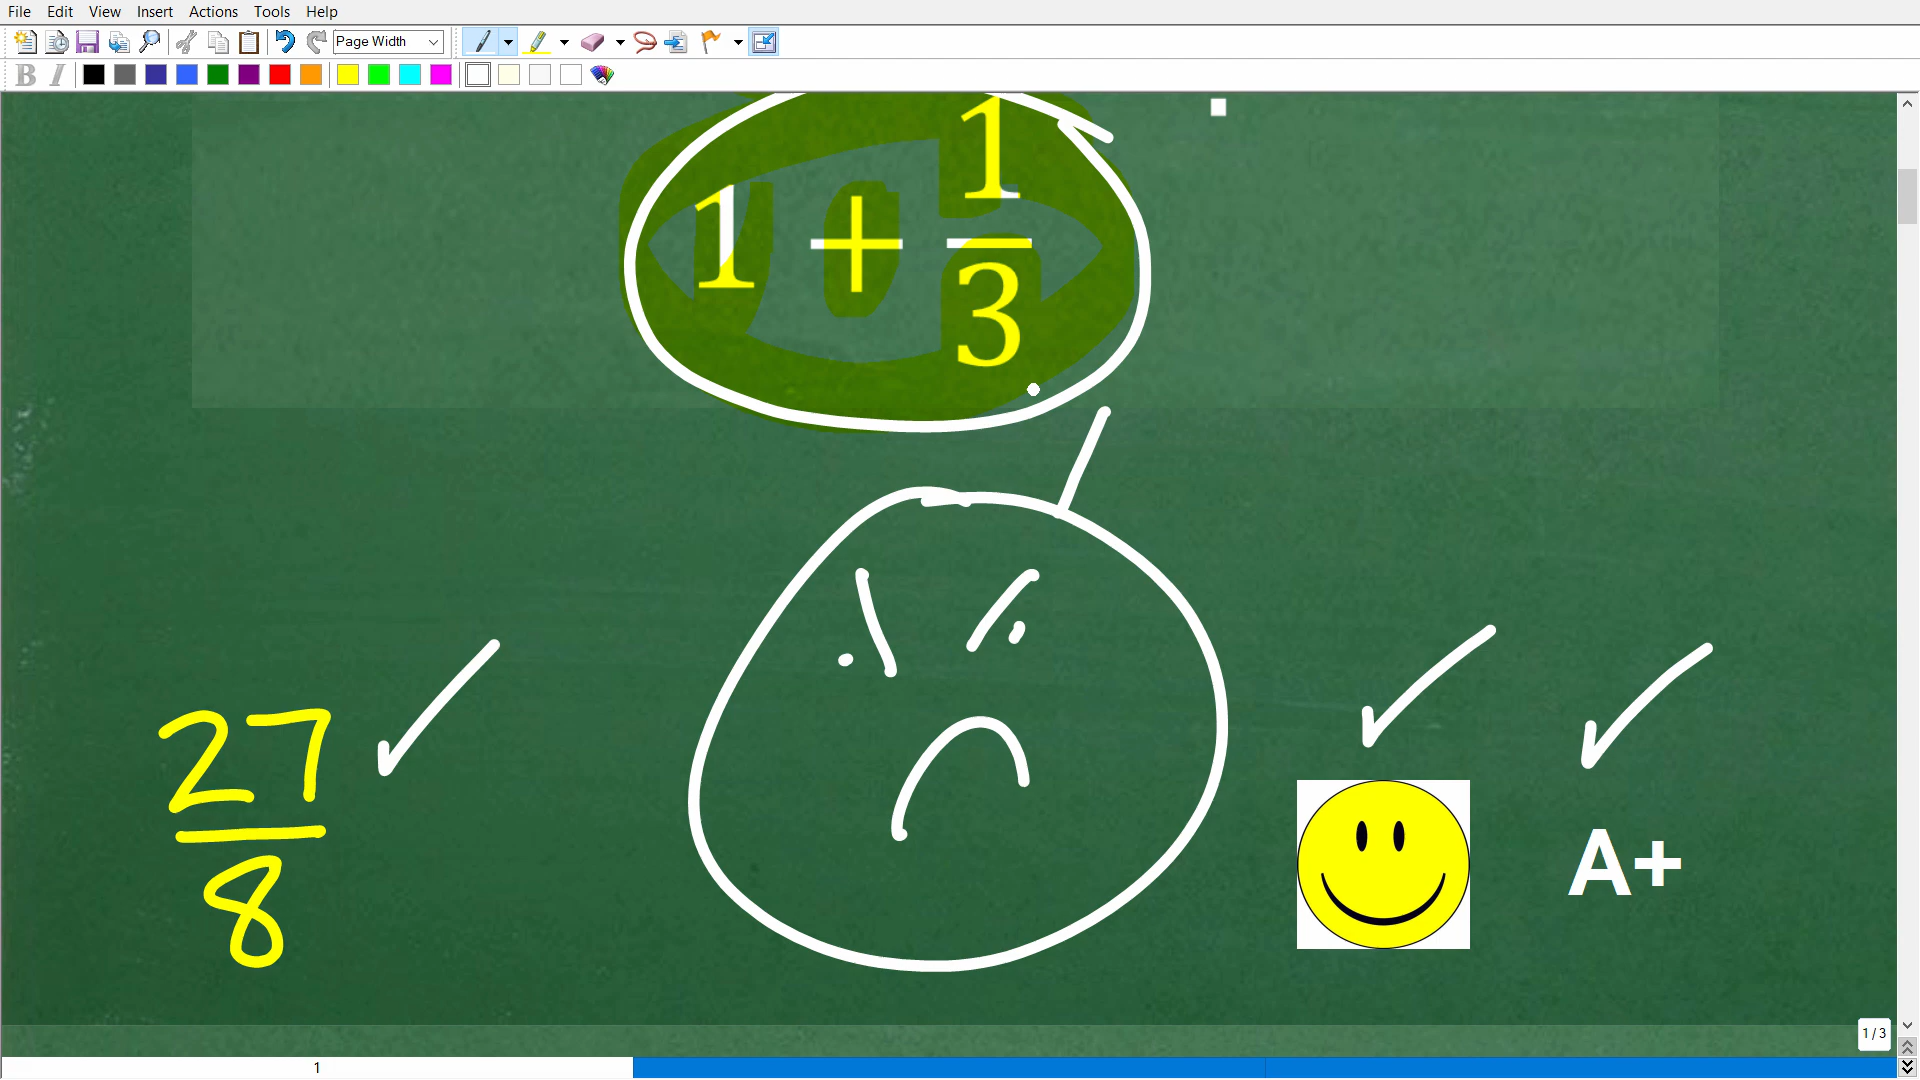 File Edit View Insert Actions Tools Help
Page Width
B I
1 + 1/3
27/8
A+
1 / 3
1